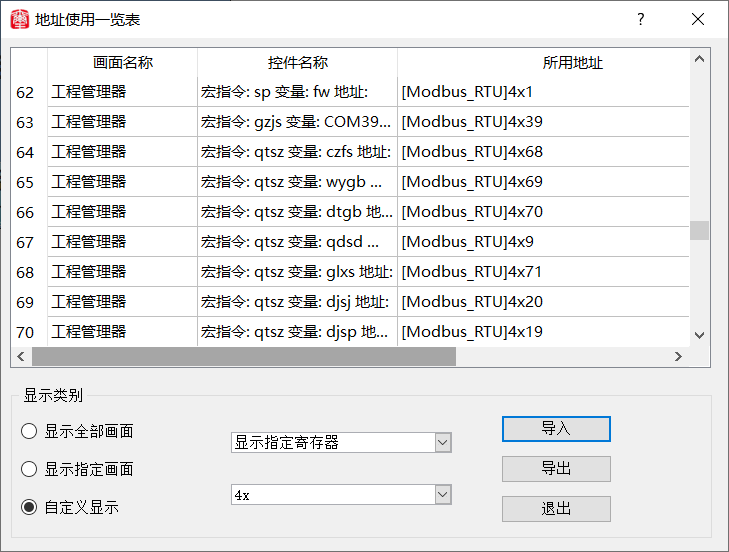 地址使用一览表 ?
画面名称 控件名称 所用地址
62 工程管理器 宏指令: sp 变量: fw 地址: [Modbus_RTU]4x1
63 工程管理器 宏指令: gzjs 变量: COM39... [Modbus_RTU]4x39
64 工程管理器 宏指令: qtsz 变量: czfs 地址: [Modbus_RTU]4x68
65 工程管理器 宏指令: qtsz 变量: wygb ... [Modbus_RTU]4x69
66 工程管理器 宏指令: qtsz 变量: dtgb 地... [Modbus_RTU]4x70
67 工程管理器 宏指令: qtsz 变量: qdsd ... [Modbus_RTU]4x9
68 工程管理器 宏指令: qtsz 变量: glxs 地址: [Modbus_RTU]4x71
69 工程管理器 宏指令: qtsz 变量: djsj 地址: [Modbus_RTU]4x20
70 工程管理器 宏指令: qtsz 变量: djsp 地... [Modbus_RTU]4x19
显示类别
显示全部画面 显示指定寄存器 导入
显示指定画面 导出
自定义显示 4x 退出